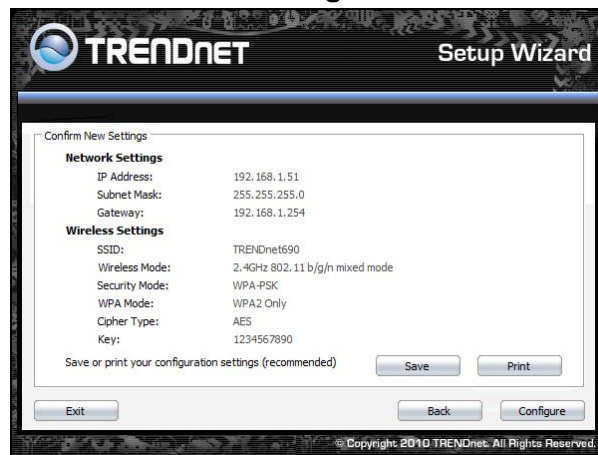 TRENDNET
Setup Wizard
Confirm New Settings
Network Settings
IP Address: 192.168.1.51
Subnet Mask: 255.255.255.0
Gateway: 192.168.1.254
Wireless Settings
SSID: TRENDnet690
Wireless Mode: 2.4GHz 802.11 b/g/n mixed mode
Security Mode: WPA-PSK
WPA Mode: WPA2 Only
Cipher Type: AES
Key: 1234567890
Save or print your configuration settings (recommended) Save Print
Exit Back Configure
© Copyright 2010 TRENDnet. All Rights Reserved.